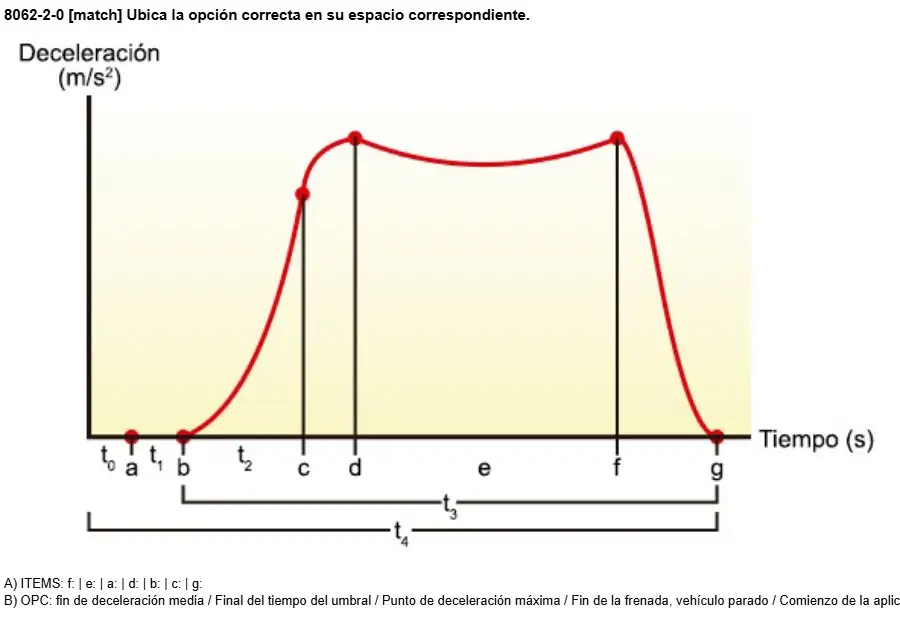 8062-2-0 [match] Ubica la opción correcta en su espacio correspondiente.
Deceleración
(m/s²)
Tiempo (s)
t₀ a t₁ b t₂ c d e f g
t₃
t₄
A) ITEMS: f: | e: | a: | d: | b: | c: | g:
B) OPC: fin de deceleración media / Final del tiempo del umbral / Punto de deceleración máxima / Fin de la frenada, vehículo parado / Comienzo de la aplic